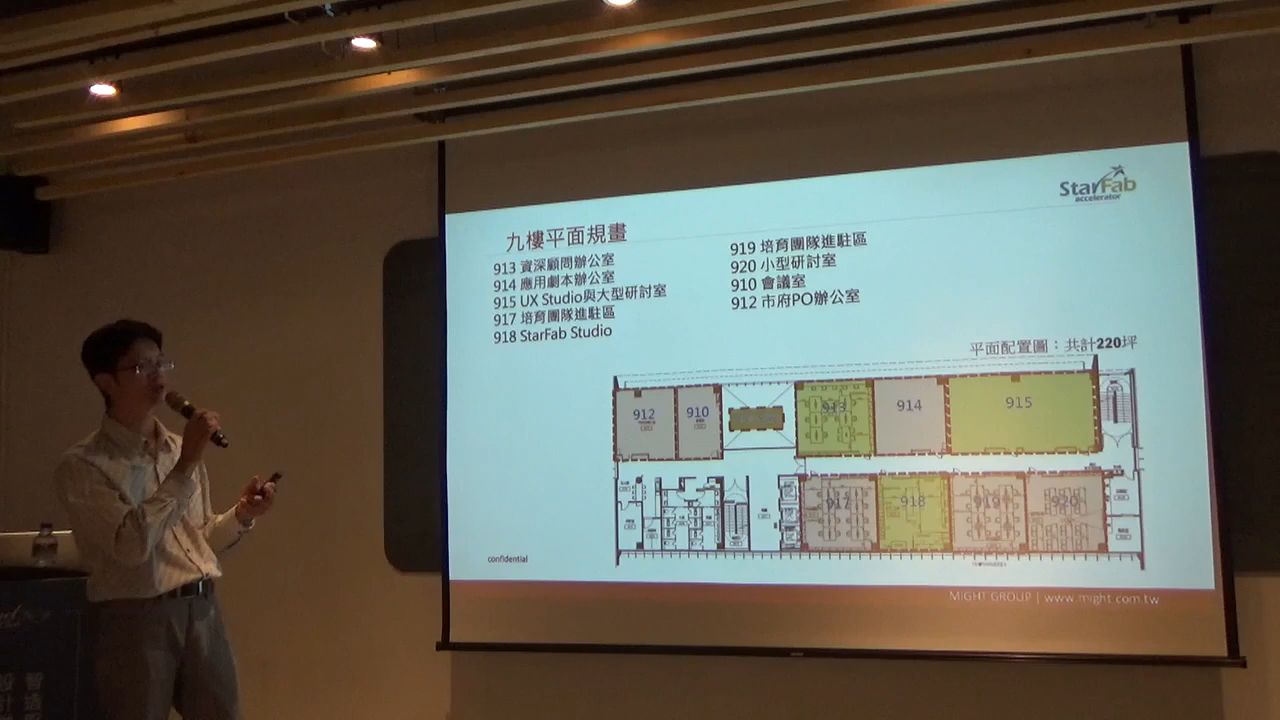 StarFab
accelerator
九樓平面規畫
913 資深顧問辦公室
914 應用劇本辦公室
915 UX Studio與大型研討室
917 培育團隊進駐區
918 StarFab Studio
919 培育團隊進駐區
920 小型研討室
910 會議室
912 市府PO辦公室
平面配置圖：共計220坪
912
910
913
914
915
917
918
919
920
confidential
MiGHT GROUP | www.might.com.tw